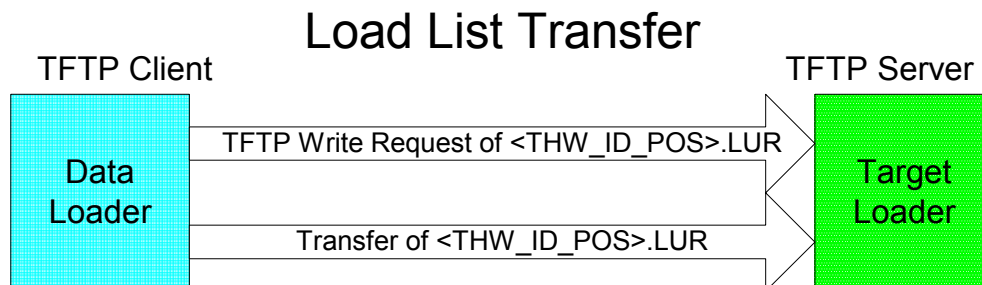 Load List Transfer
TFTP Client
TFTP Server
TFTP Write Request of <THW_ID_POS>.LUR
Data
Loader
Target
Loader
Transfer of <THW_ID_POS>.LUR